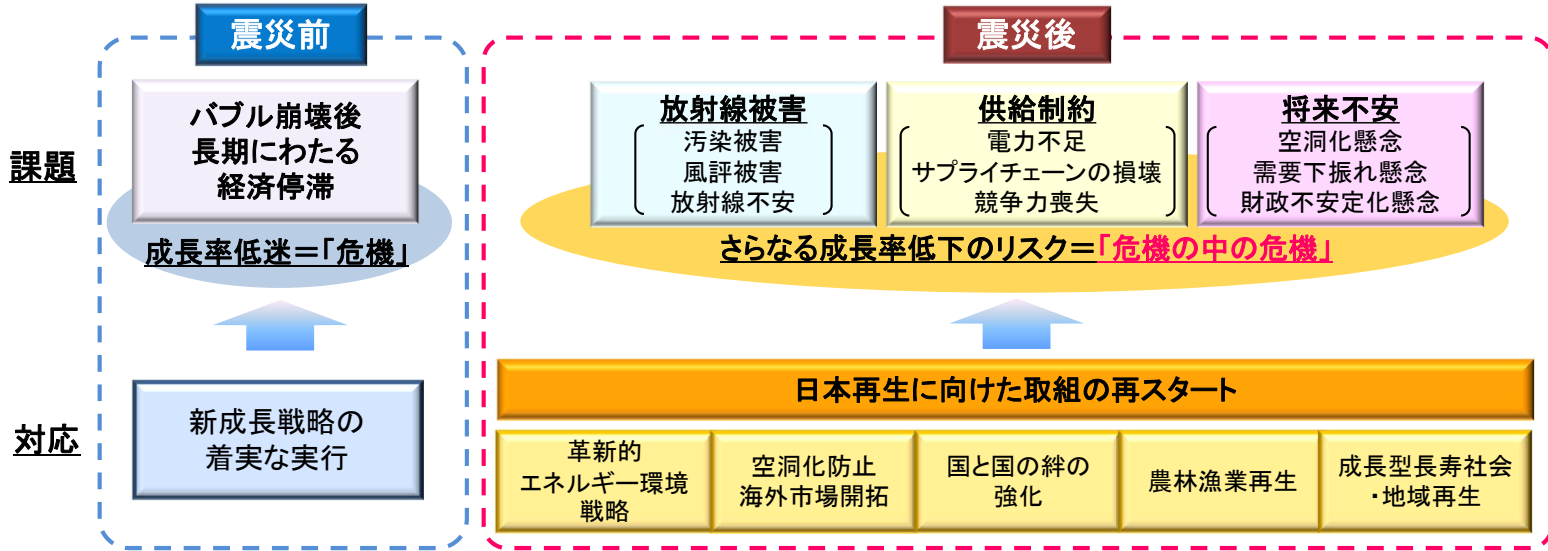 震災前
課題
バブル崩壊後
長期にわたる
経済停滞
成長率低迷＝「危機」
対応
新成長戦略の
着実な実行
震災後
放射線被害
汚染被害
風評被害
放射線不安
供給制約
電力不足
サプライチェーンの損壊
競争力喪失
将来不安
空洞化懸念
需要下振れ懸念
財政不安定化懸念
さらなる成長率低下のリスク＝「危機の中の危機」
日本再生に向けた取組の再スタート
革新的
エネルギー環境
戦略
空洞化防止
海外市場開拓
国と国の絆の
強化
農林漁業再生
成長型長寿社会
・地域再生